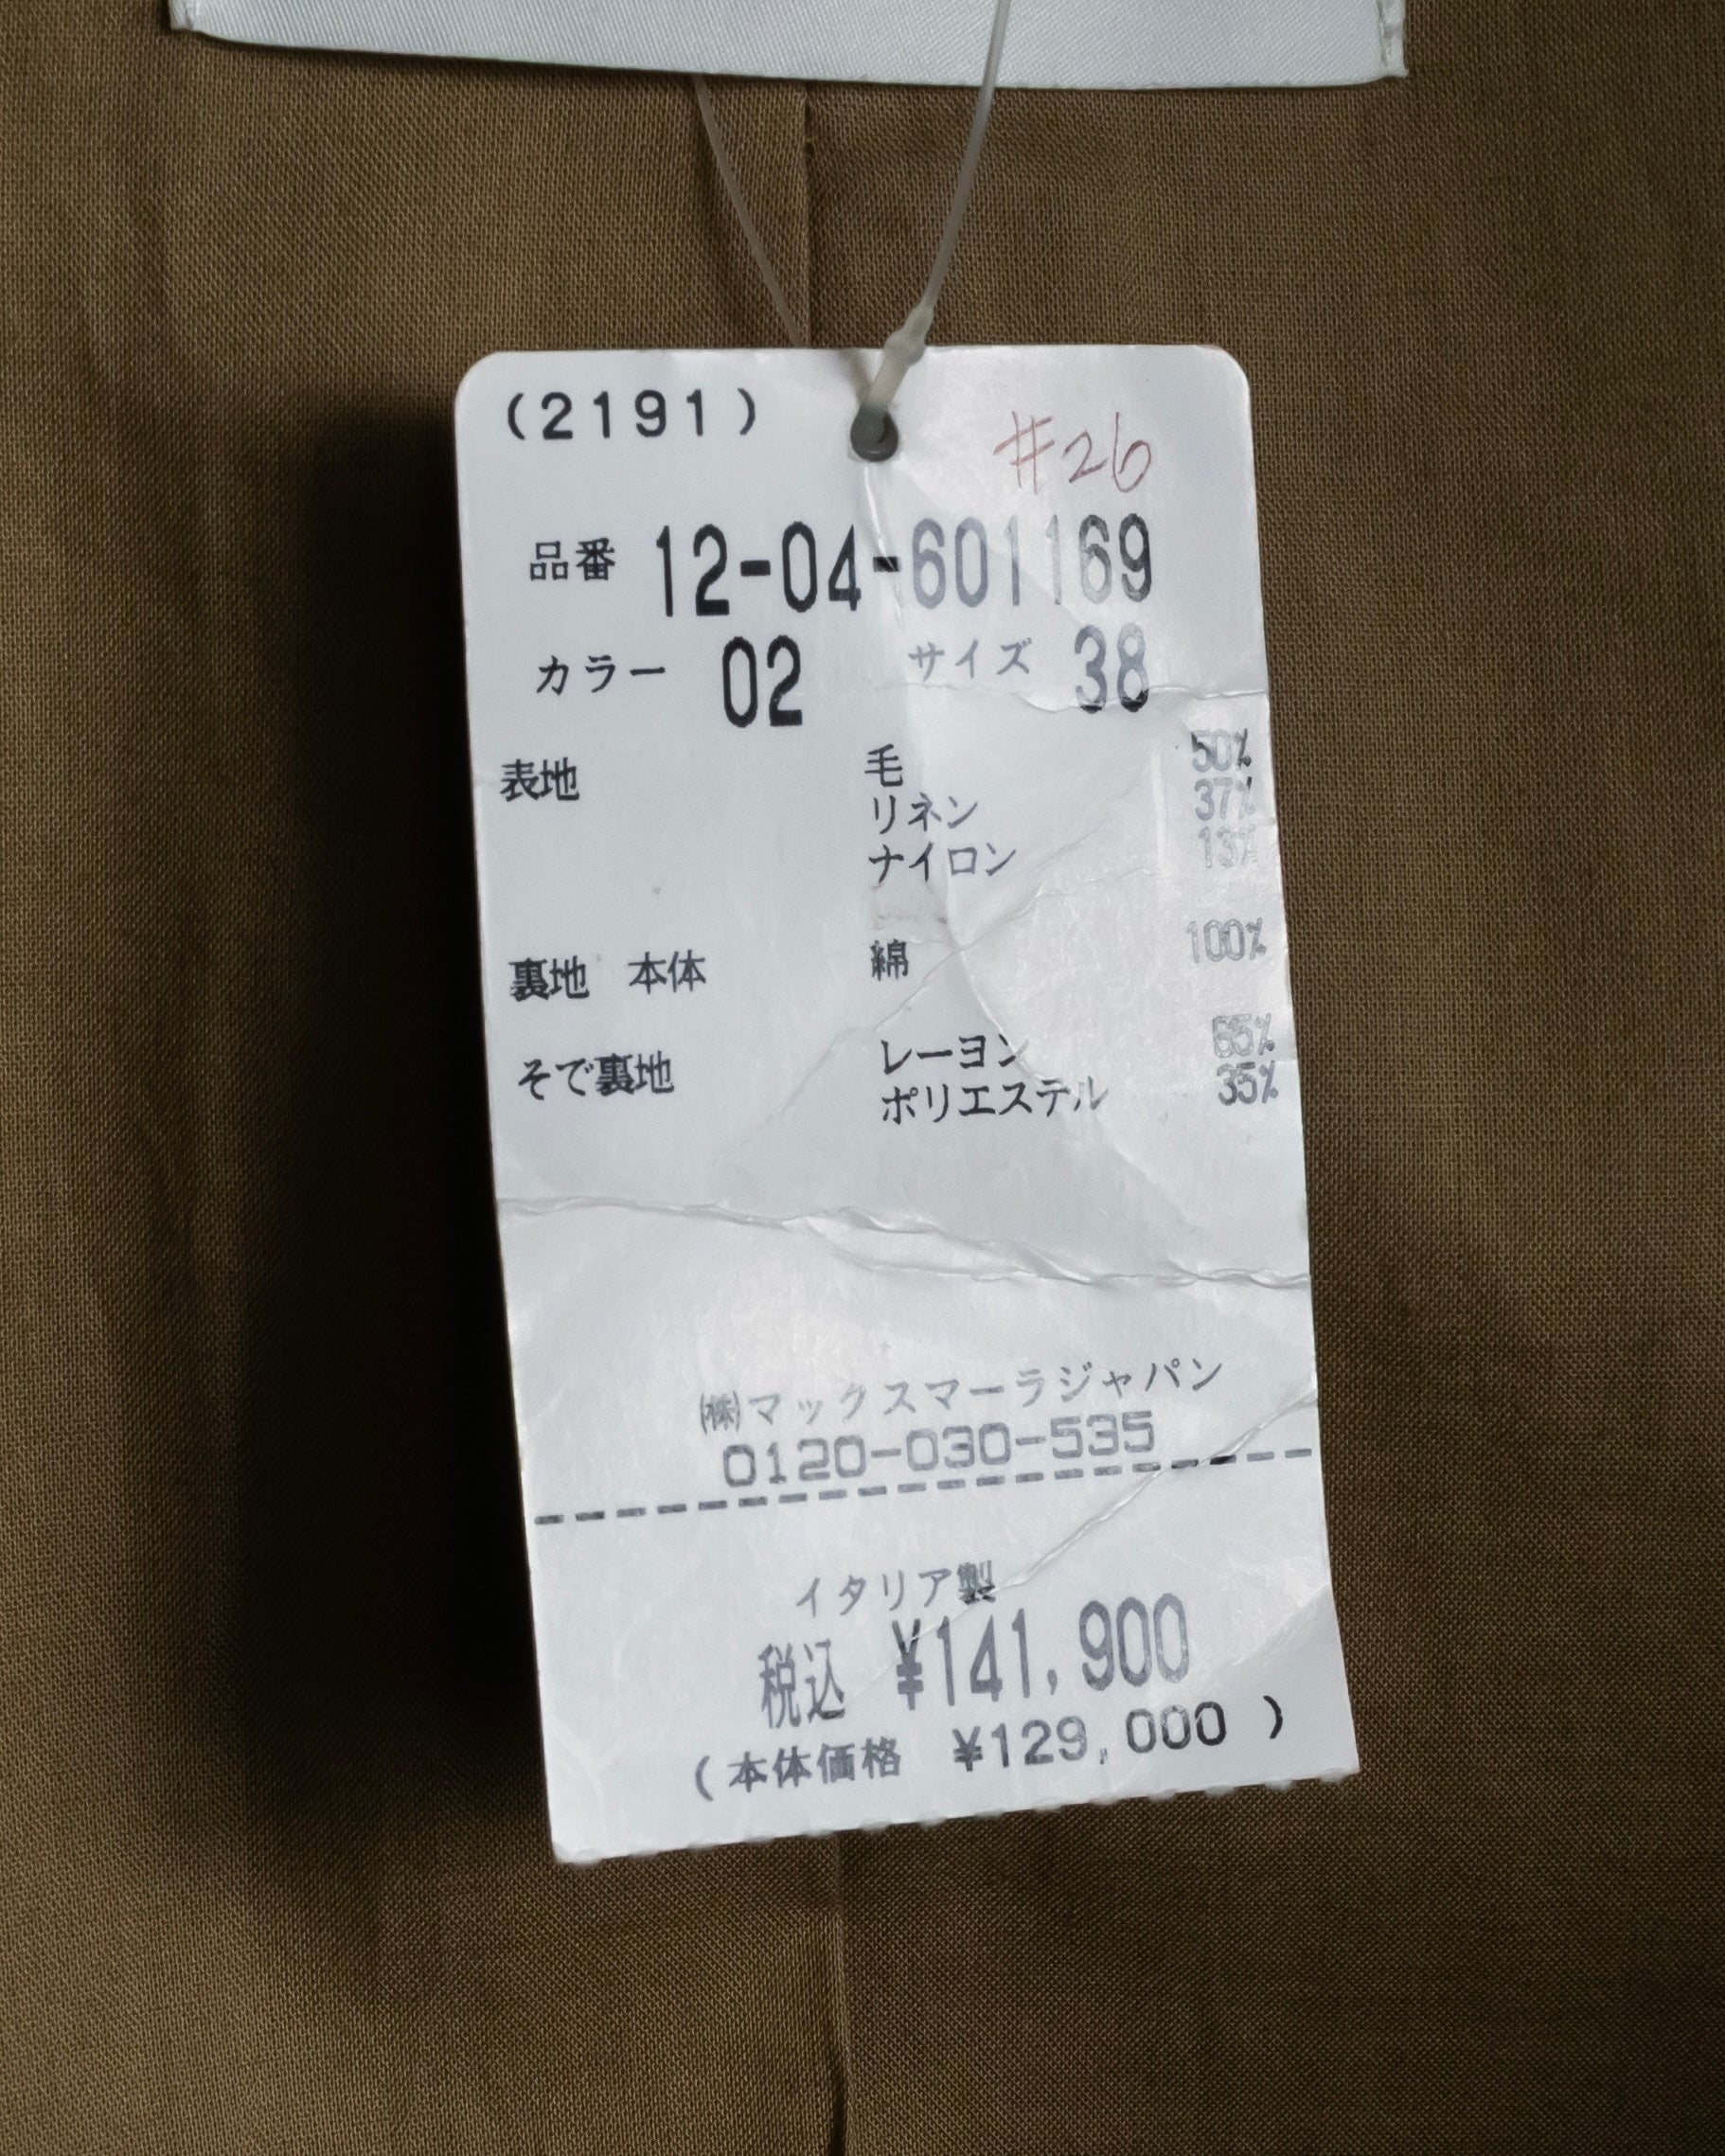 (2191)
#26
品番 12-04-601169
カラー 02 サイズ 38
表地 毛 50%
リネン 37%
ナイロン 13%
裏地 本体 綿 100%
そで裏地 レーヨン 65%
ポリエステル 35%
㈱マックスマーラジャパン
0120-030-535
イタリア製
税込 ¥141,900
(本体価格 ¥129,000 )